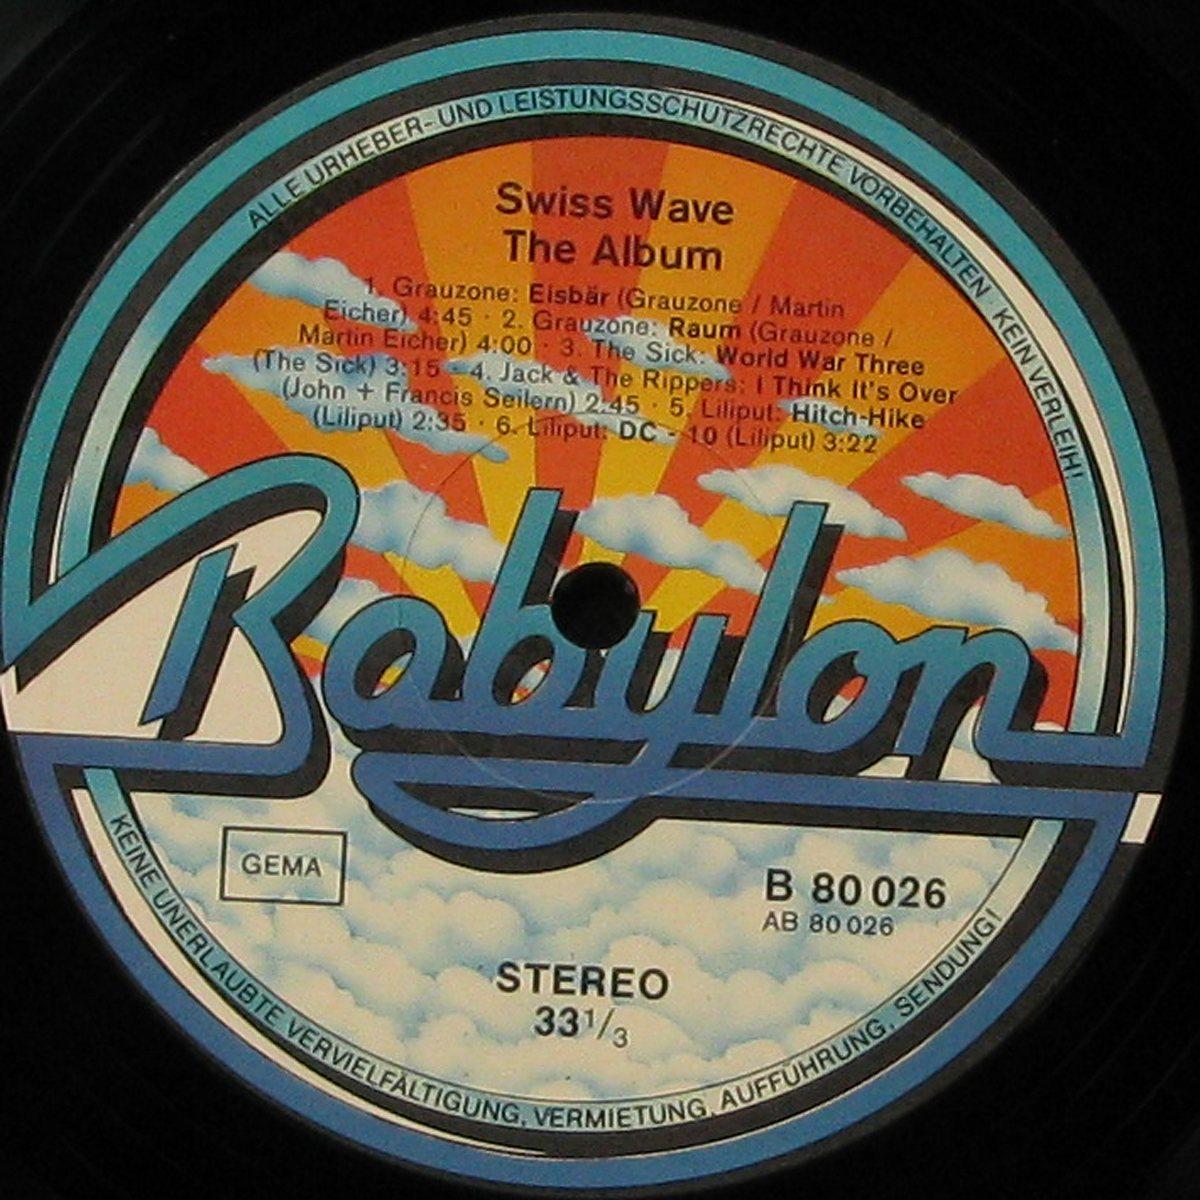 ALLE URHEBER- UND LEISTUNGSSCHUTZRECHTE VORBEHALTEN · KEIN VERLEIH!
Swiss Wave
The Album
1. Grauzone: Eisbär (Grauzone / Martin
Eicher) 4:45 · 2. Grauzone: Raum (Grauzone /
Martin Eicher) 4:00 · 3. The Sick: World War Three
(The Sick) 3:15 · 4. Jack & The Rippers: I Think It's Over
(John + Francis Seilern) 2:45 · 5. Liliput: Hitch-Hike
(Liliput) 2:35 · 6. Liliput: DC - 10 (Liliput) 3:22
Babylon
GEMA
B 80 026
AB 80 026
STEREO
33 1/3
KEINE UNERLAUBTE VERVIELFÄLTIGUNG, VERMIETUNG, AUFFÜHRUNG, SENDUNG!